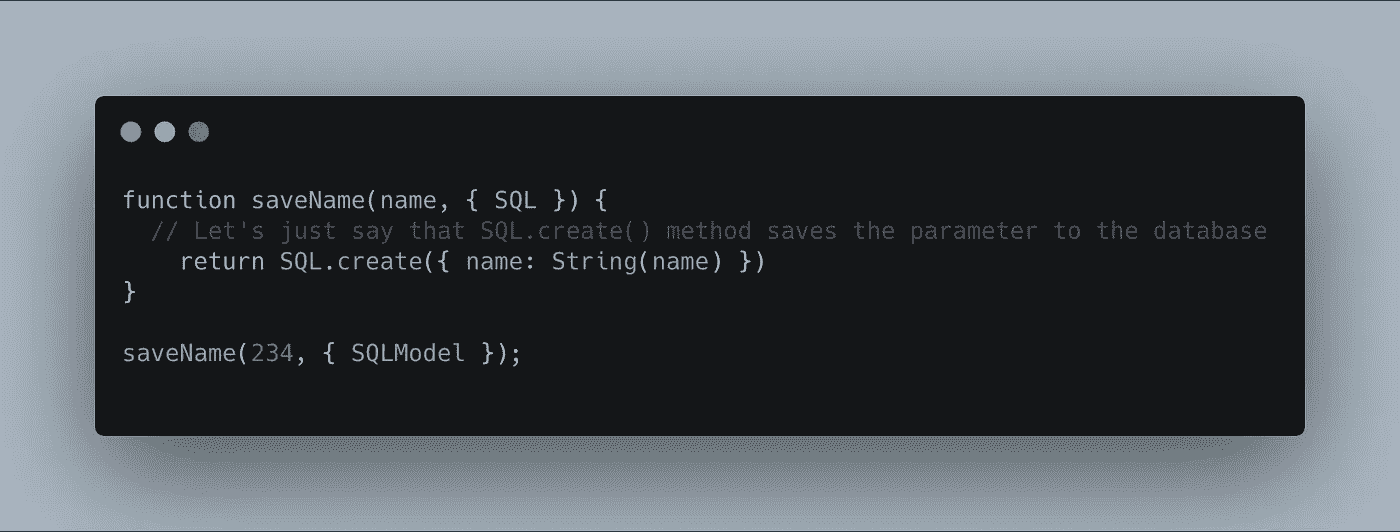 function saveName(name, { SQL }) {
  // Let's just say that SQL.create() method saves the parameter to the database
    return SQL.create({ name: String(name) })
}

saveName(234, { SQLModel });